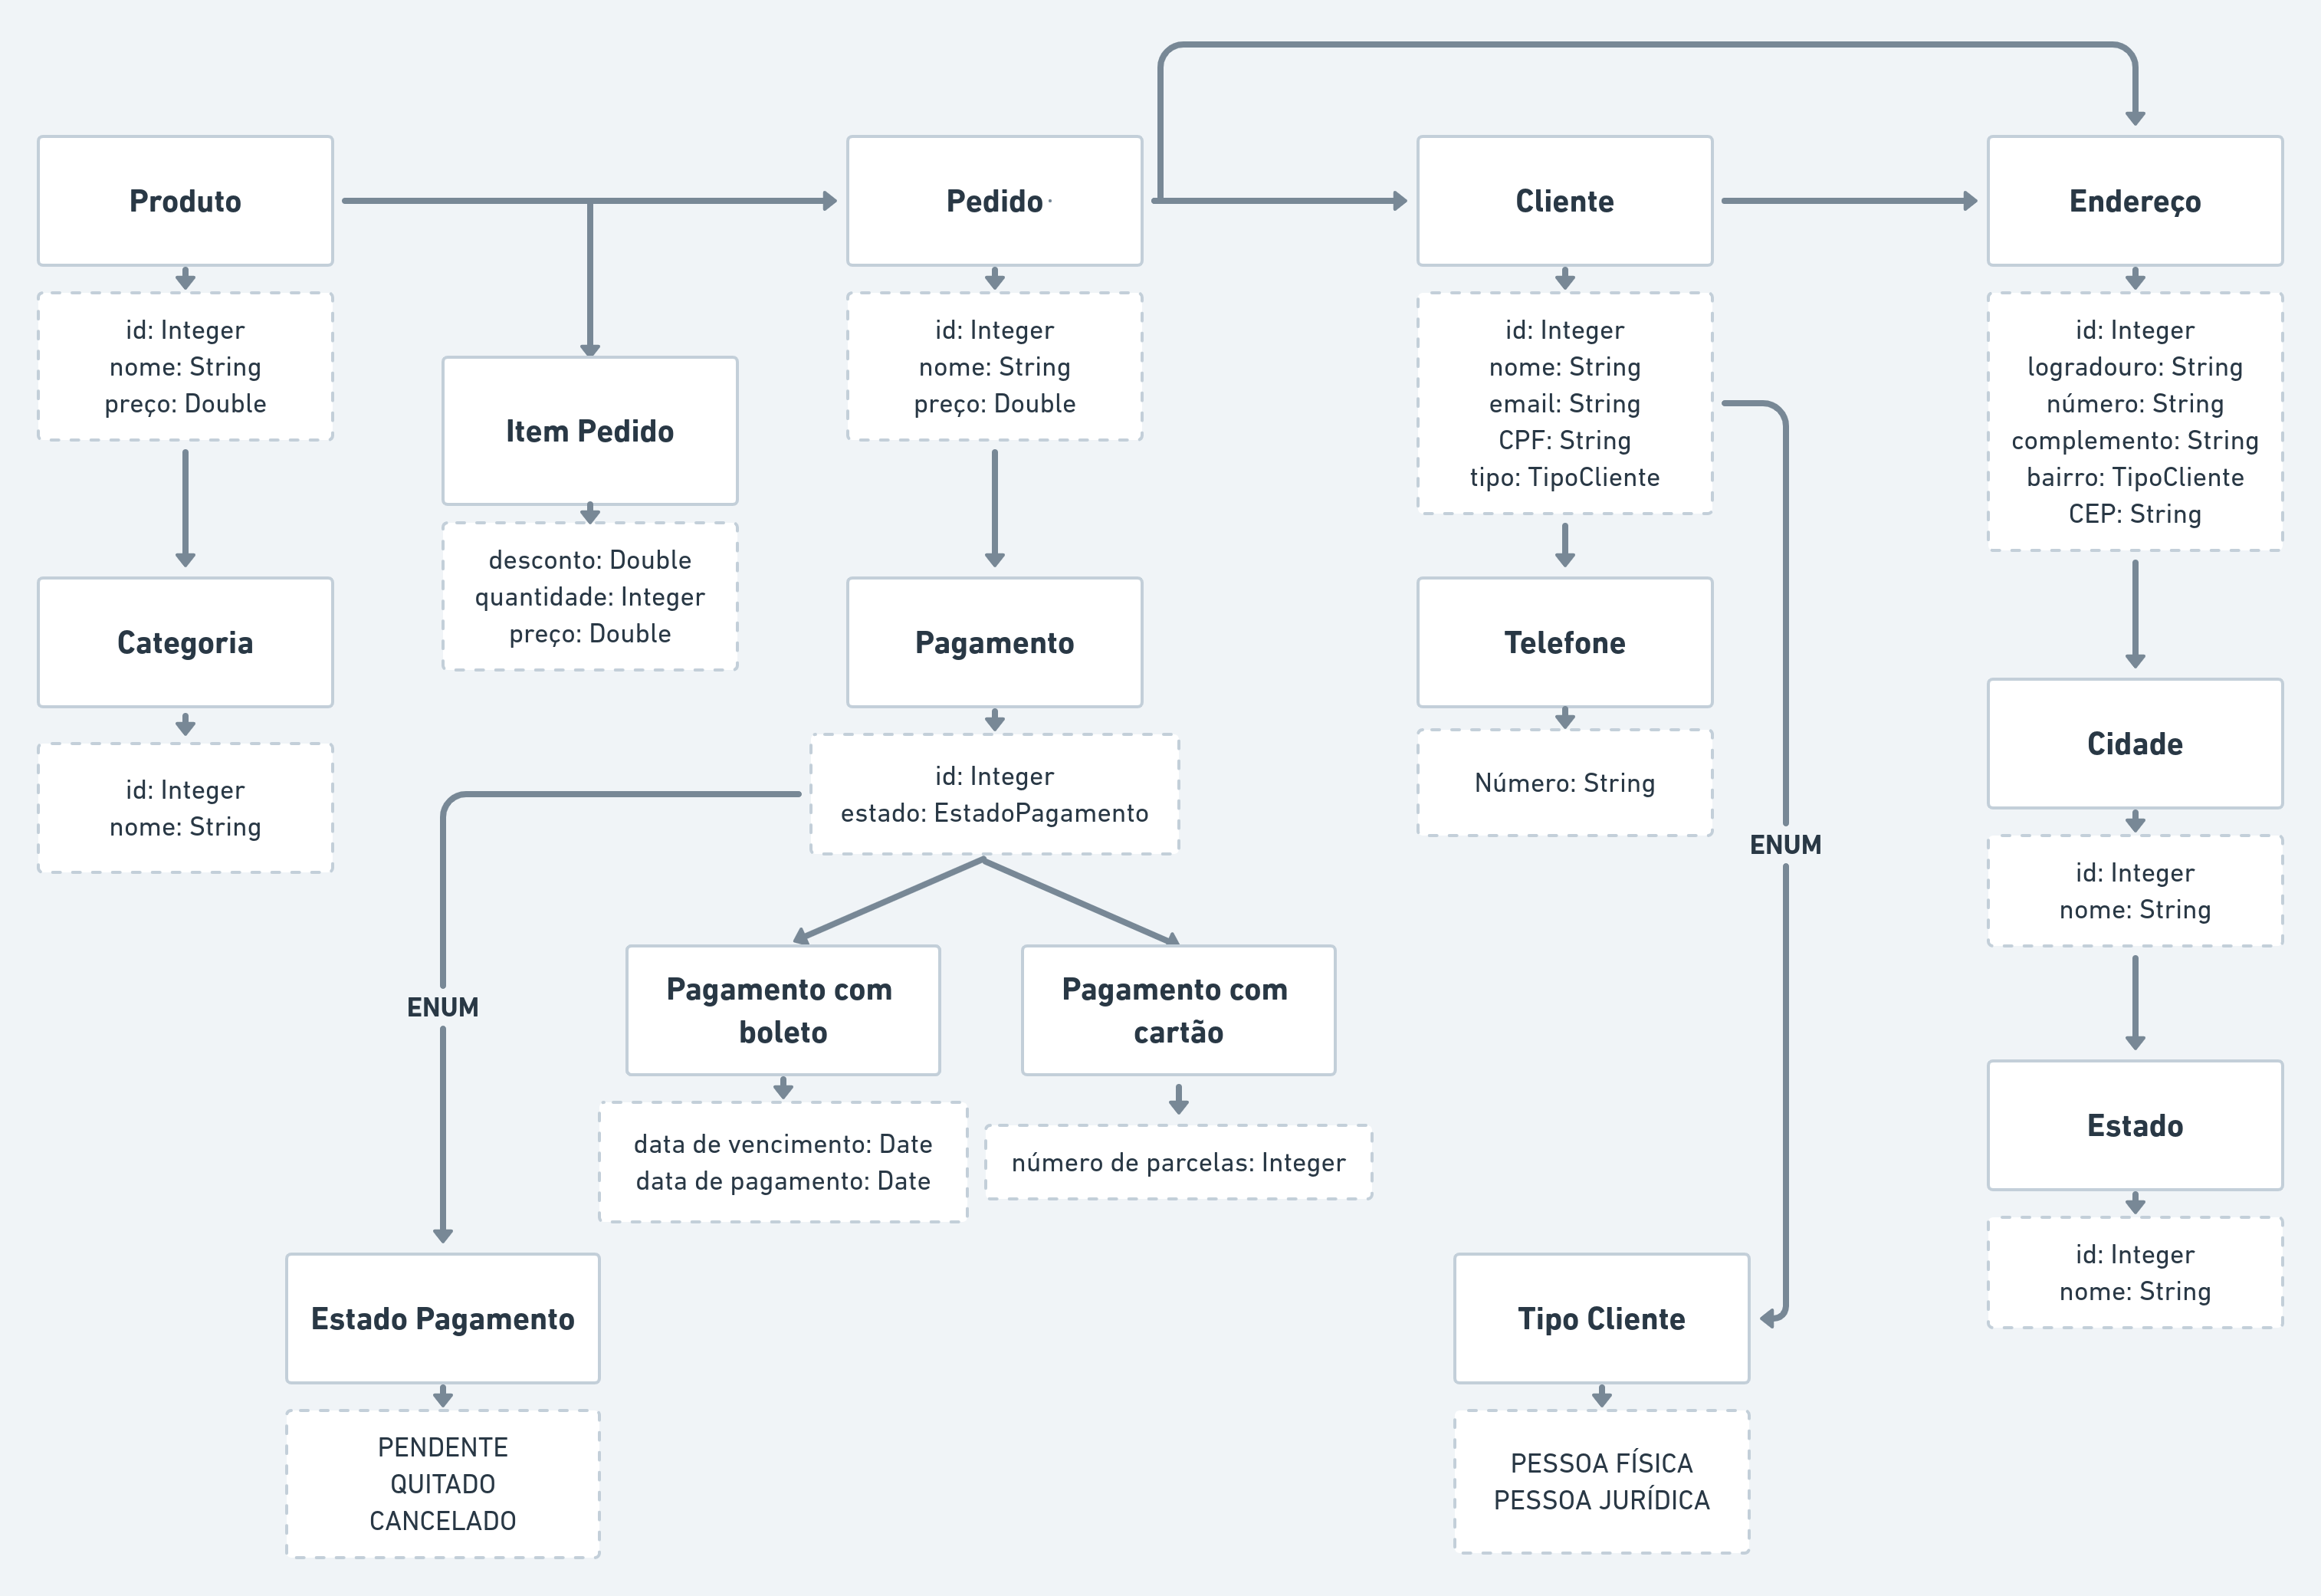 Produto
id: Integer
nome: String
preço: Double
Categoria
id: Integer
nome: String
Item Pedido
desconto: Double
quantidade: Integer
preço: Double
Pedido
id: Integer
nome: String
preço: Double
Pagamento
id: Integer
estado: EstadoPagamento
ENUM
Pagamento com
boleto
data de vencimento: Date
data de pagamento: Date
Pagamento com
cartão
número de parcelas: Integer
Estado Pagamento
PENDENTE
QUITADO
CANCELADO
Cliente
id: Integer
nome: String
email: String
CPF: String
tipo: TipoCliente
Telefone
Número: String
ENUM
Tipo Cliente
PESSOA FÍSICA
PESSOA JURÍDICA
Endereço
id: Integer
logradouro: String
número: String
complemento: String
bairro: TipoCliente
CEP: String
Cidade
id: Integer
nome: String
Estado
id: Integer
nome: String